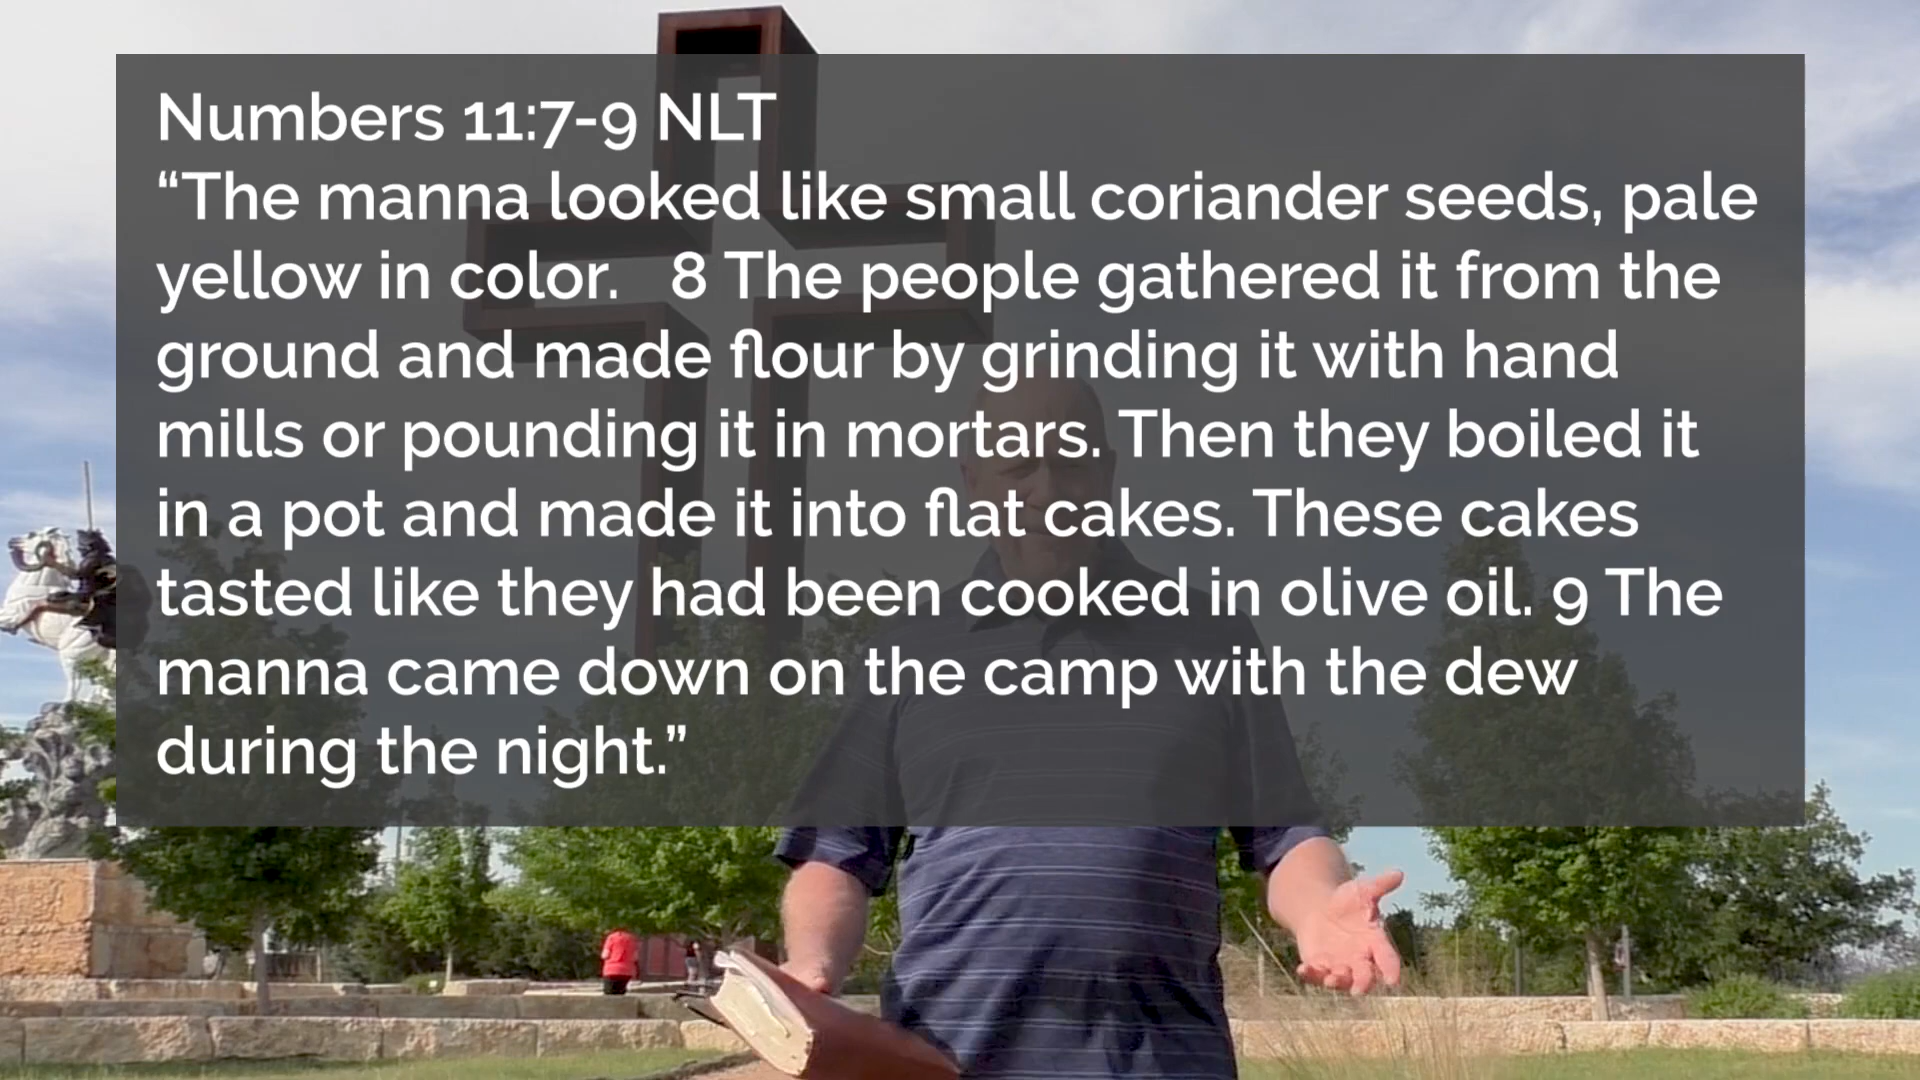 Numbers 11:7-9 NLT
“The manna looked like small coriander seeds, pale
yellow in color.   8 The people gathered it from the
ground and made flour by grinding it with hand
mills or pounding it in mortars. Then they boiled it
in a pot and made it into flat cakes. These cakes
tasted like they had been cooked in olive oil. 9 The
manna came down on the camp with the dew
during the night.”